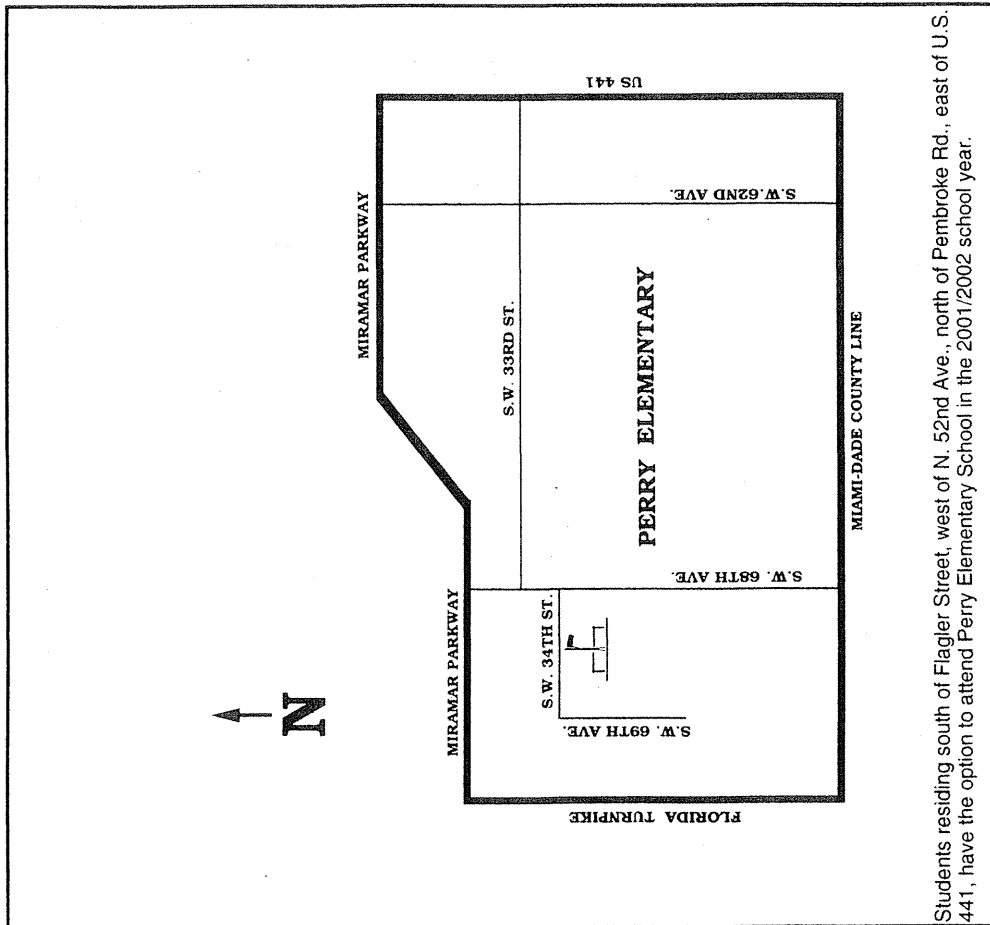 N
MIRAMAR PARKWAY
MIRAMAR PARKWAY
S.W. 33RD ST.
S.W. 34TH ST.
US 441
S.W. 69TH AVE.
PERRY ELEMENTARY
FLORIDA TURNPIKE
S.W. 68TH AVE.
S.W. 62ND AVE.
MIAMI-DADE COUNTY LINE
Students residing south of Flagler Street, west of N. 52nd Ave., north of Pembroke Rd., east of U.S.
441, have the option to attend Perry Elementary School in the 2001/2002 school year.